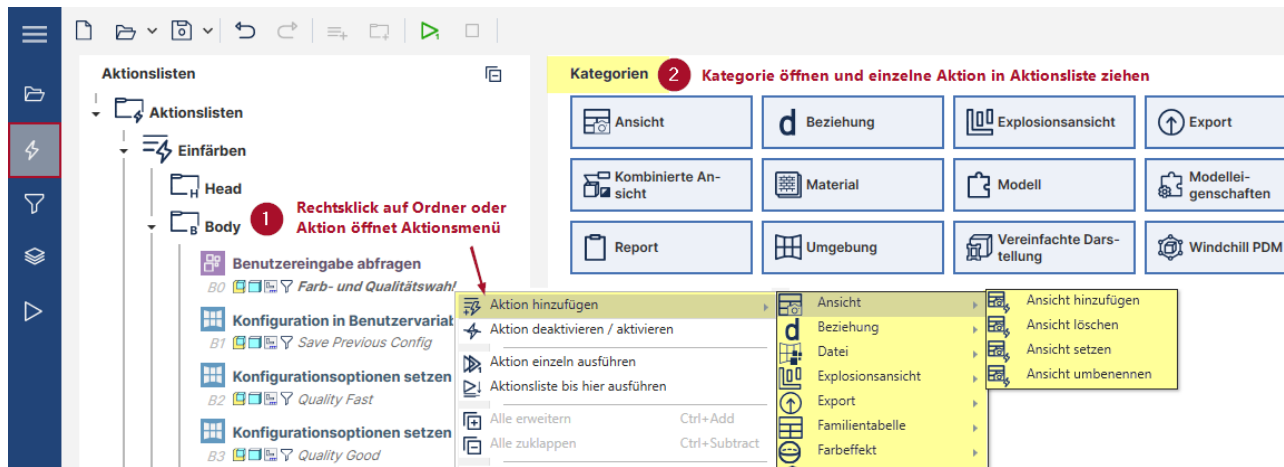 Aktionslisten
Aktionslisten
Einfärben
H Head
B Body
1 Rechtsklick auf Ordner oder
Aktion öffnet Aktionsmenü
Benutzereingabe abfragen
B0 Farb- und Qualitätswahl
Konfiguration in Benutzervariab
B1 Save Previous Config
Konfigurationsoptionen setzen
B2 Quality Fast
Konfigurationsoptionen setzen
B3 Quality Good
Kategorien 2 Kategorie öffnen und einzelne Aktion in Aktionsliste ziehen
Ansicht
d Beziehung
Explosionsansicht
Export
Kombinierte An-
sicht
Material
Modell
Modellei-
genschaften
Report
Umgebung
Vereinfachte Dars-
tellung
Windchill PDM
Aktion hinzufügen
Aktion deaktivieren / aktivieren
Aktion einzeln ausführen
Aktionsliste bis hier ausführen
Alle erweitern Ctrl+Add
Alle zuklappen Ctrl+Subtract
Ansicht
d Beziehung
Datei
Explosionsansicht
Export
Familientabelle
Farbeffekt
Ansicht hinzufügen
Ansicht löschen
Ansicht setzen
Ansicht umbenennen